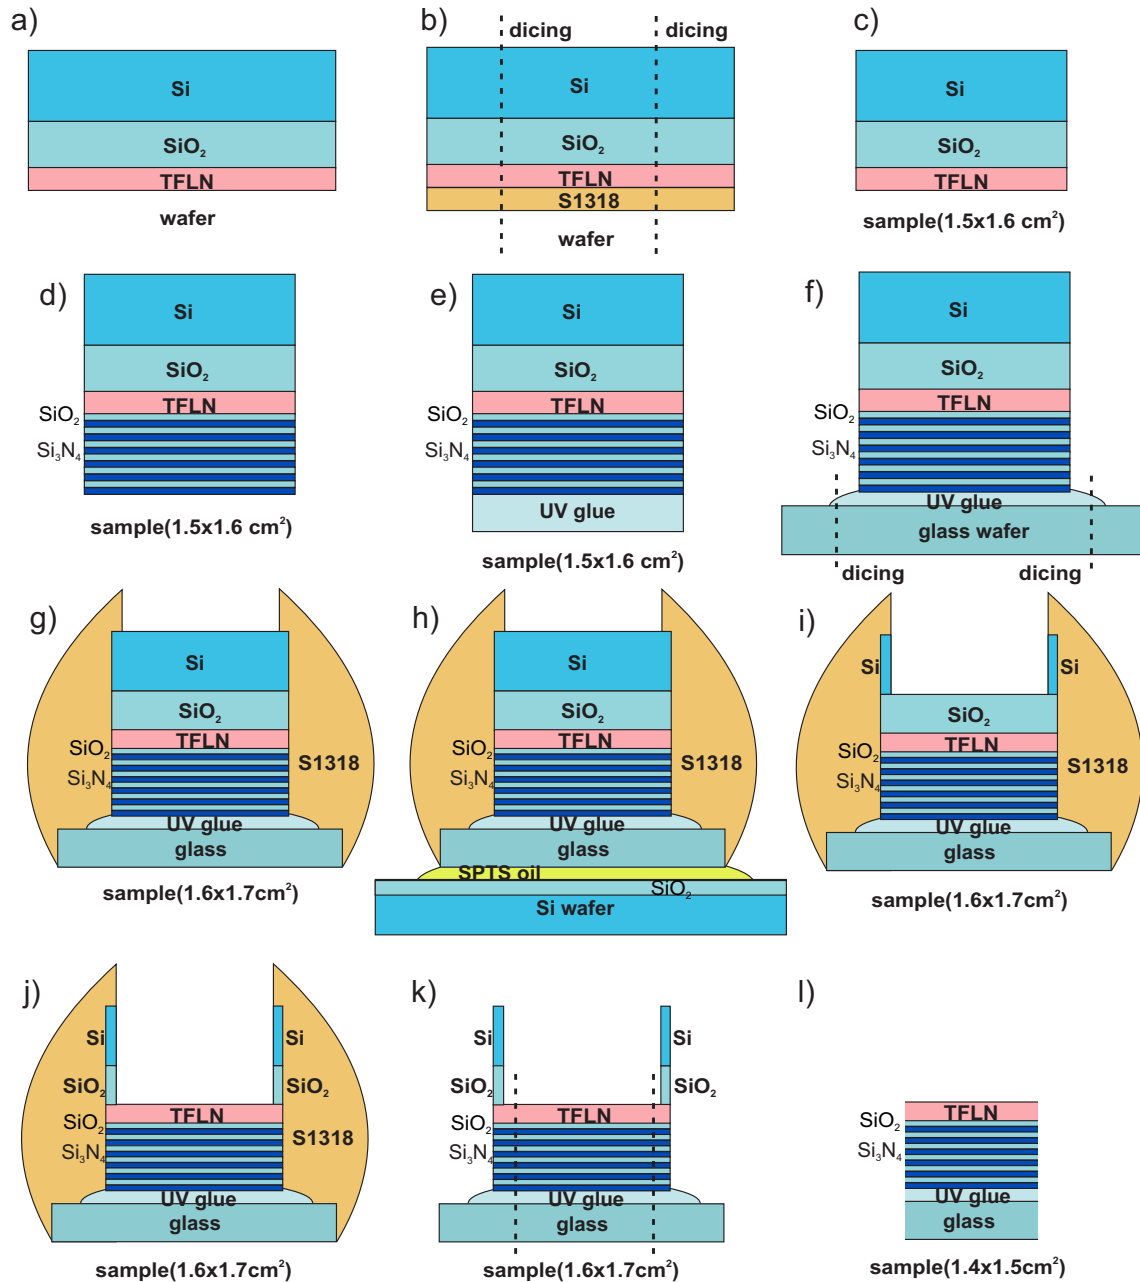 a)
Si
SiO₂
TFLN
wafer
b)
dicing
dicing
Si
SiO₂
TFLN
S1318
wafer
c)
Si
SiO₂
TFLN
sample(1.5x1.6 cm²)
d)
Si
SiO₂
TFLN
SiO₂
Si₃N₄
sample(1.5x1.6 cm²)
e)
Si
SiO₂
TFLN
SiO₂
Si₃N₄
UV glue
sample(1.5x1.6 cm²)
f)
Si
SiO₂
TFLN
SiO₂
Si₃N₄
UV glue
glass wafer
dicing
dicing
g)
Si
SiO₂
TFLN
SiO₂
Si₃N₄
S1318
UV glue
glass
sample(1.6x1.7cm²)
h)
Si
SiO₂
TFLN
SiO₂
Si₃N₄
S1318
UV glue
glass
SPTS oil
SiO₂
Si wafer
i)
Si
Si
SiO₂
TFLN
SiO₂
Si₃N₄
S1318
UV glue
glass
sample(1.6x1.7cm²)
j)
Si
Si
SiO₂
SiO₂
TFLN
SiO₂
Si₃N₄
S1318
UV glue
glass
sample(1.6x1.7cm²)
k)
Si
Si
SiO₂
SiO₂
TFLN
SiO₂
Si₃N₄
UV glue
glass
sample(1.6x1.7cm²)
l)
TFLN
SiO₂
Si₃N₄
UV glue
glass
sample(1.4x1.5cm²)